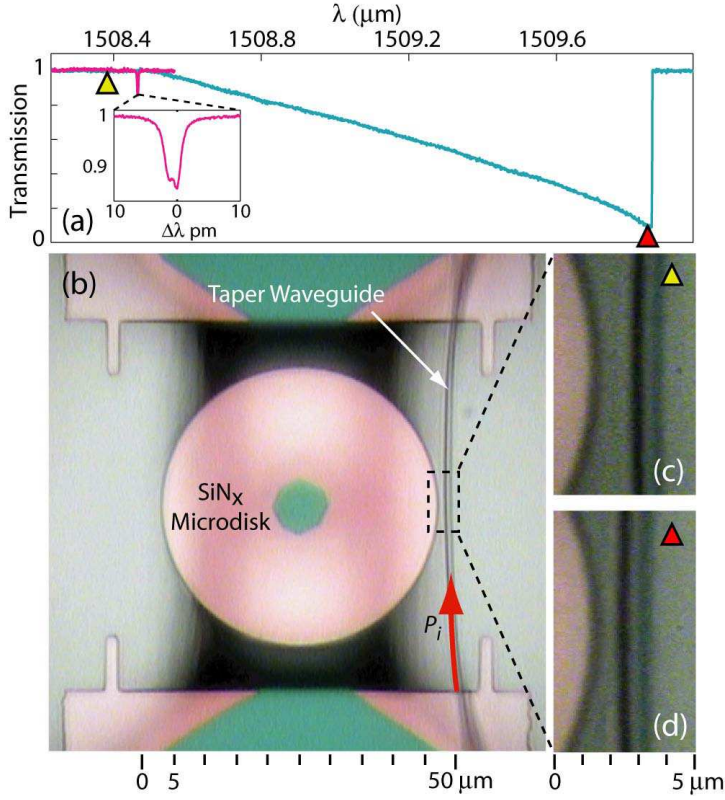 λ (μm)
1508.4 1508.8 1509.2 1509.6
Transmission
1
0
(a)
1
0.9
10 0 10
Δλ pm
(b)
Taper Waveguide
SiNx
Microdisk
Pi
(c)
(d)
0 5 50 μm
0 5 μm